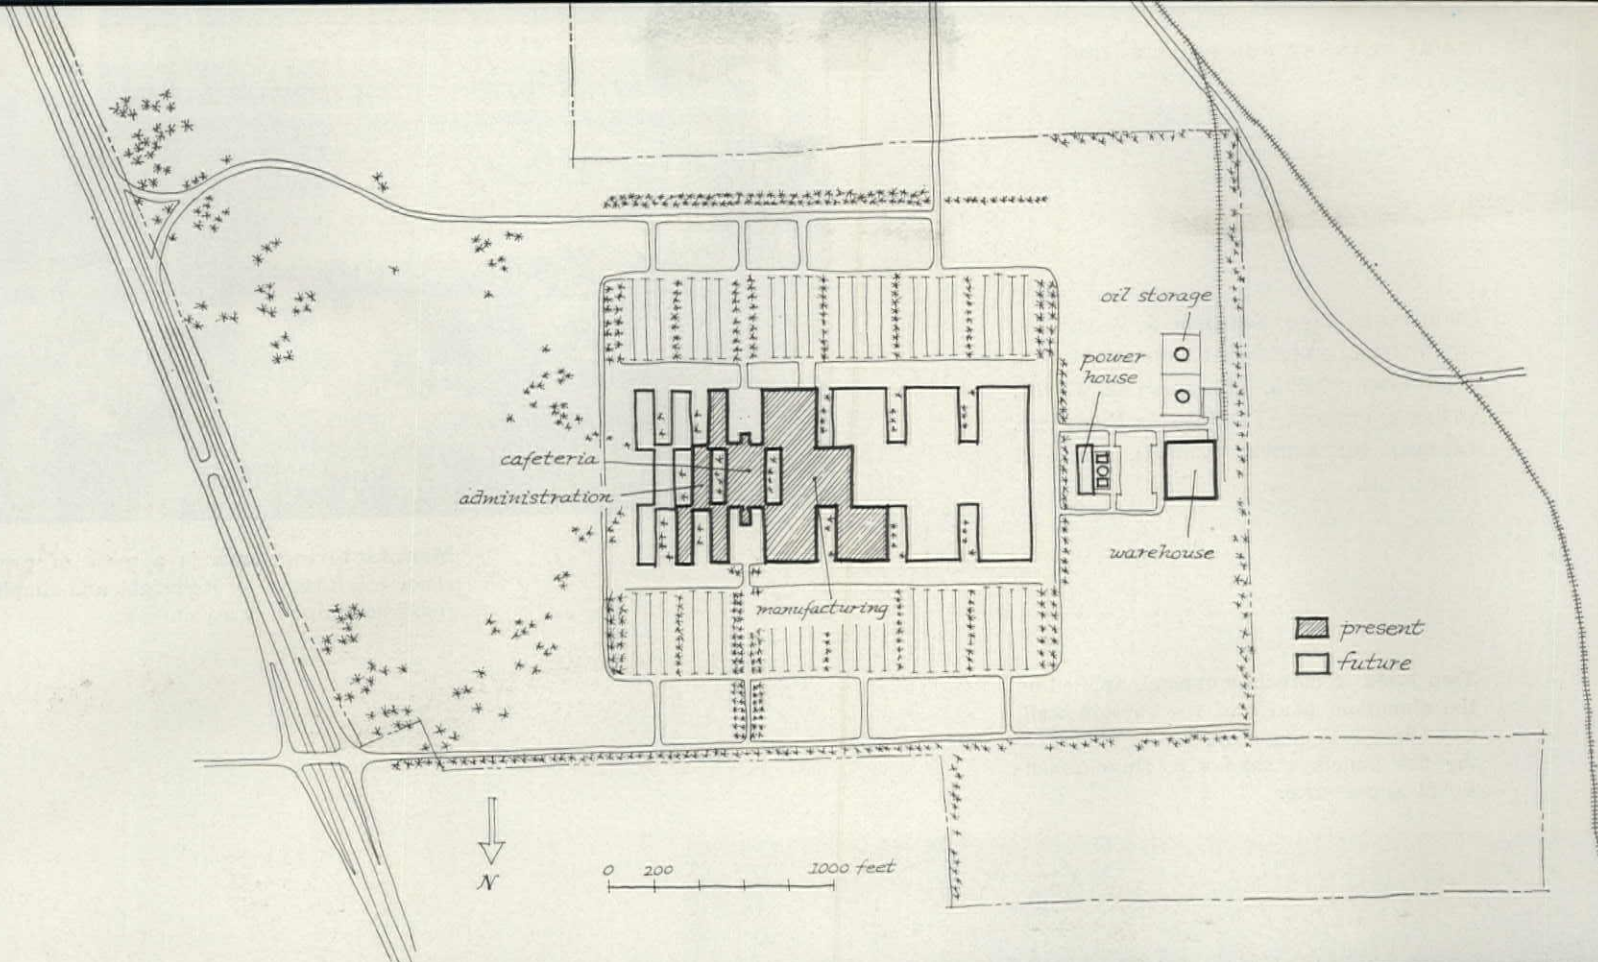 oil storage
power
house
cafeteria
administration
warehouse
manufacturing
present
future
N
0 200 1000 feet